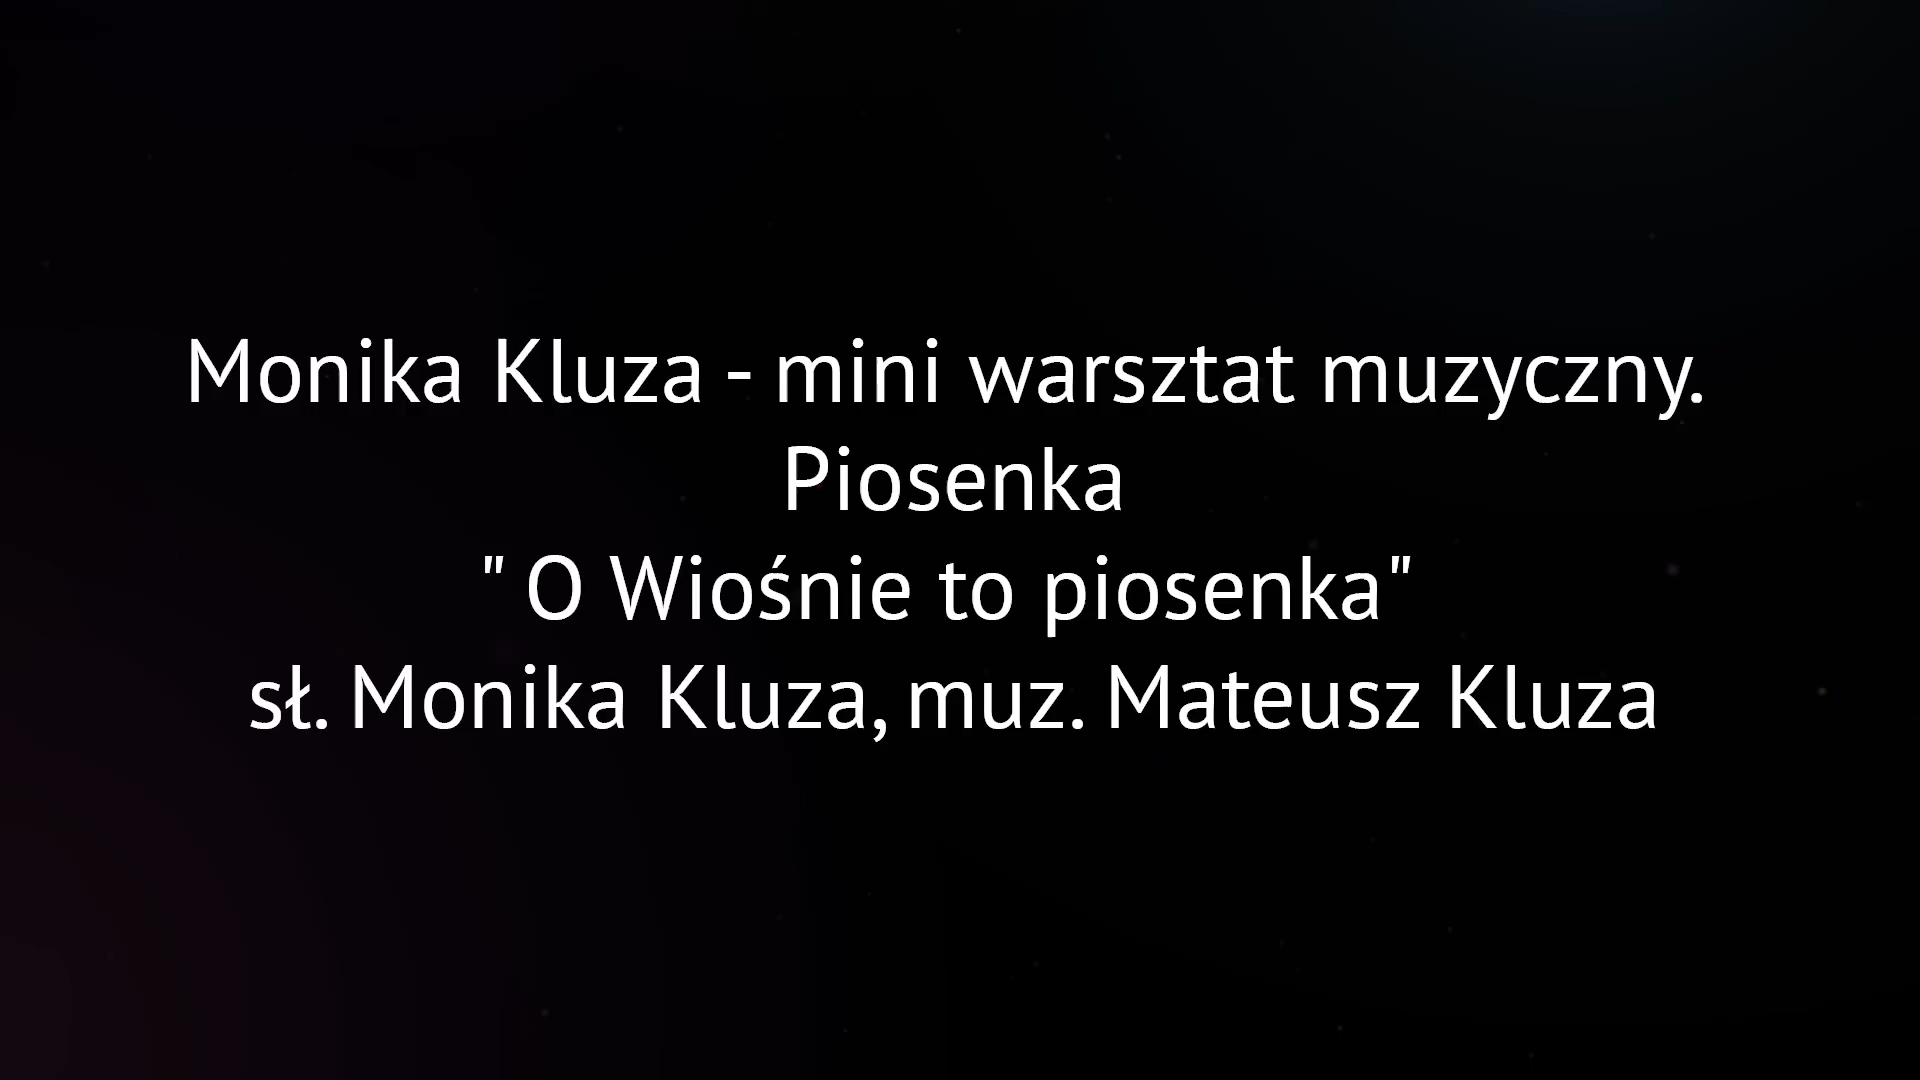 Monika Kluza - mini warsztat muzyczny.
Piosenka
" O Wiośnie to piosenka"
sł. Monika Kluza, muz. Mateusz Kluza